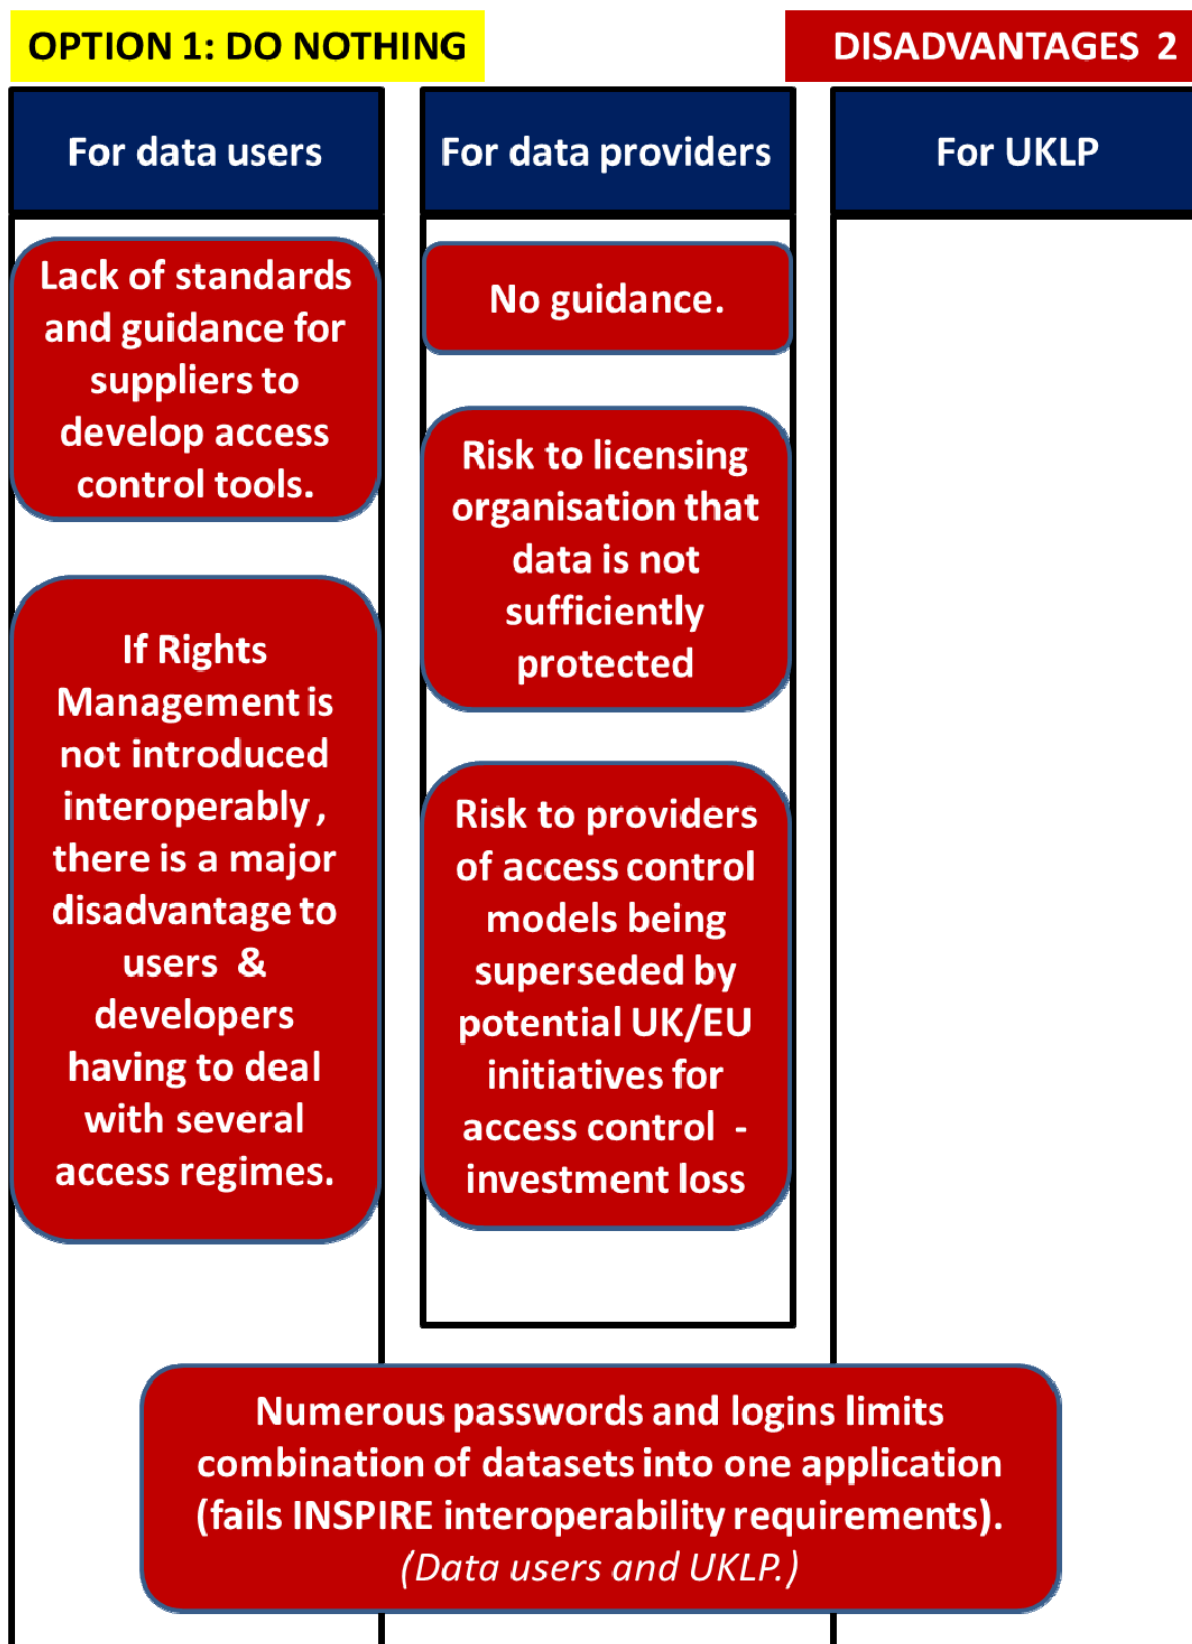 OPTION 1: DO NOTHING
DISADVANTAGES 2
For data users
For data providers
For UKLP
Lack of standards
and guidance for
suppliers to
develop access
control tools.
If Rights
Management is
not introduced
interoperably ,
there is a major
disadvantage to
users &
developers
having to deal
with several
access regimes.
No guidance.
Risk to licensing
organisation that
data is not
sufficiently
protected
Risk to providers
of access control
models being
superseded by
potential UK/EU
initiatives for
access control -
investment loss
Numerous passwords and logins limits
combination of datasets into one application
(fails INSPIRE interoperability requirements).
(Data users and UKLP.)